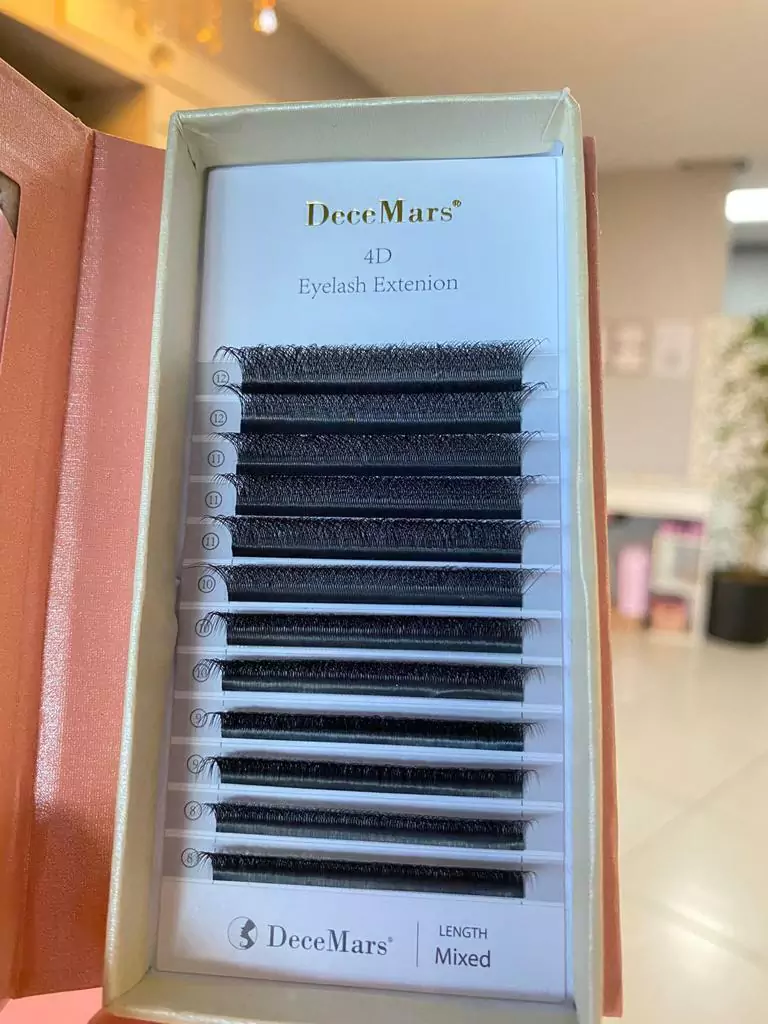 DeceMars®
4D
Eyelash Extenion
12
12
11
11
11
10
10
10
9
9
8
8
DeceMars®
LENGTH
Mixed